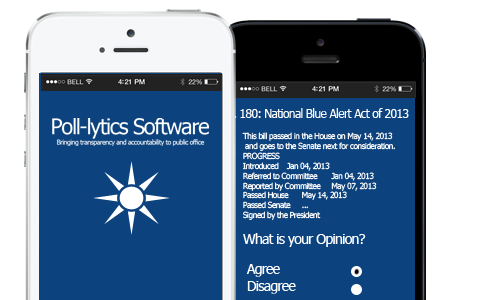 BELL 4:21 PM 22%
Poll-lytics Software
Bringing transparency and accountability to public office
BELL 4:21 PM 22%
. 180: National Blue Alert Act of 2013
This bill passed in the House on May 14, 2013
and goes to the Senate next for consideration.
PROGRESS
Introduced Jan 04, 2013
Referred to Committee Jan 04, 2013
Reported by Committee May 07, 2013
Passed House May 14, 2013
Passed Senate ...
Signed by the President
What is your Opinion?
Agree
Disagree